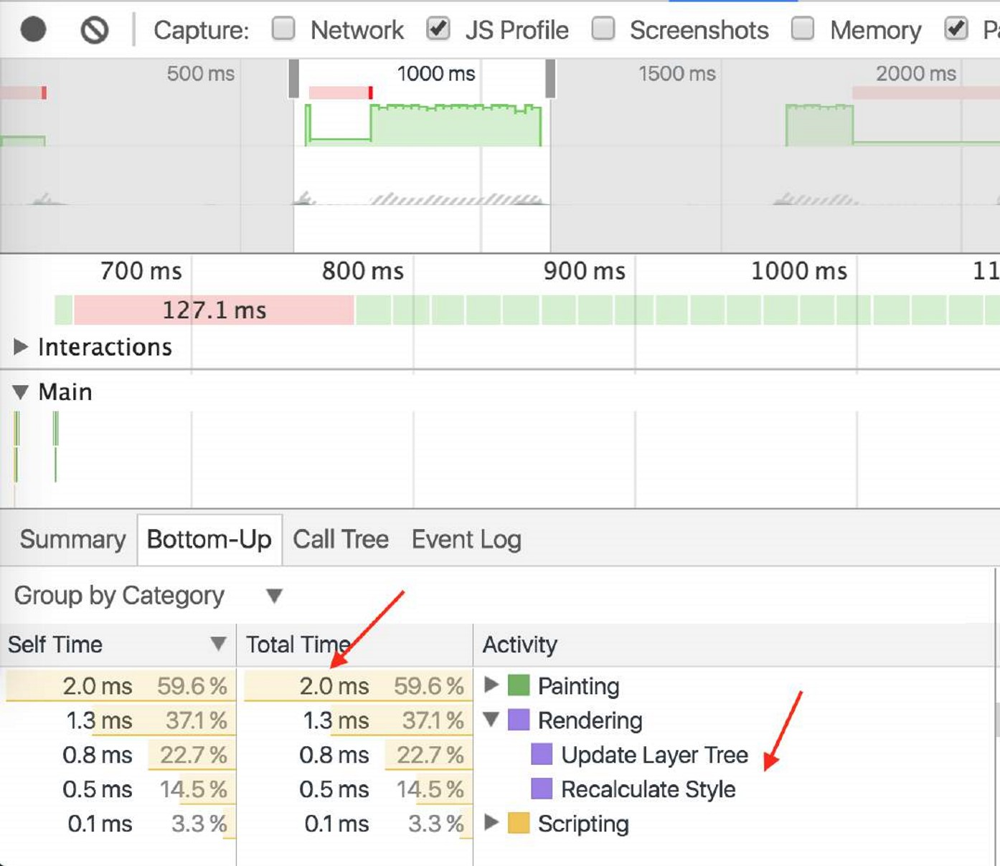 Capture: Network JS Profile Screenshots Memory Pa
500 ms 1000 ms 1500 ms 2000 ms
700 ms 800 ms 900 ms 1000 ms 11
127.1 ms
Interactions
Main
Summary Bottom-Up Call Tree Event Log
Group by Category
Self Time Total Time Activity
2.0 ms 59.6 % 2.0 ms 59.6 % Painting
1.3 ms 37.1 % 1.3 ms 37.1 % Rendering
0.8 ms 22.7 % 0.8 ms 22.7 % Update Layer Tree
0.5 ms 14.5 % 0.5 ms 14.5 % Recalculate Style
0.1 ms 3.3 % 0.1 ms 3.3 % Scripting